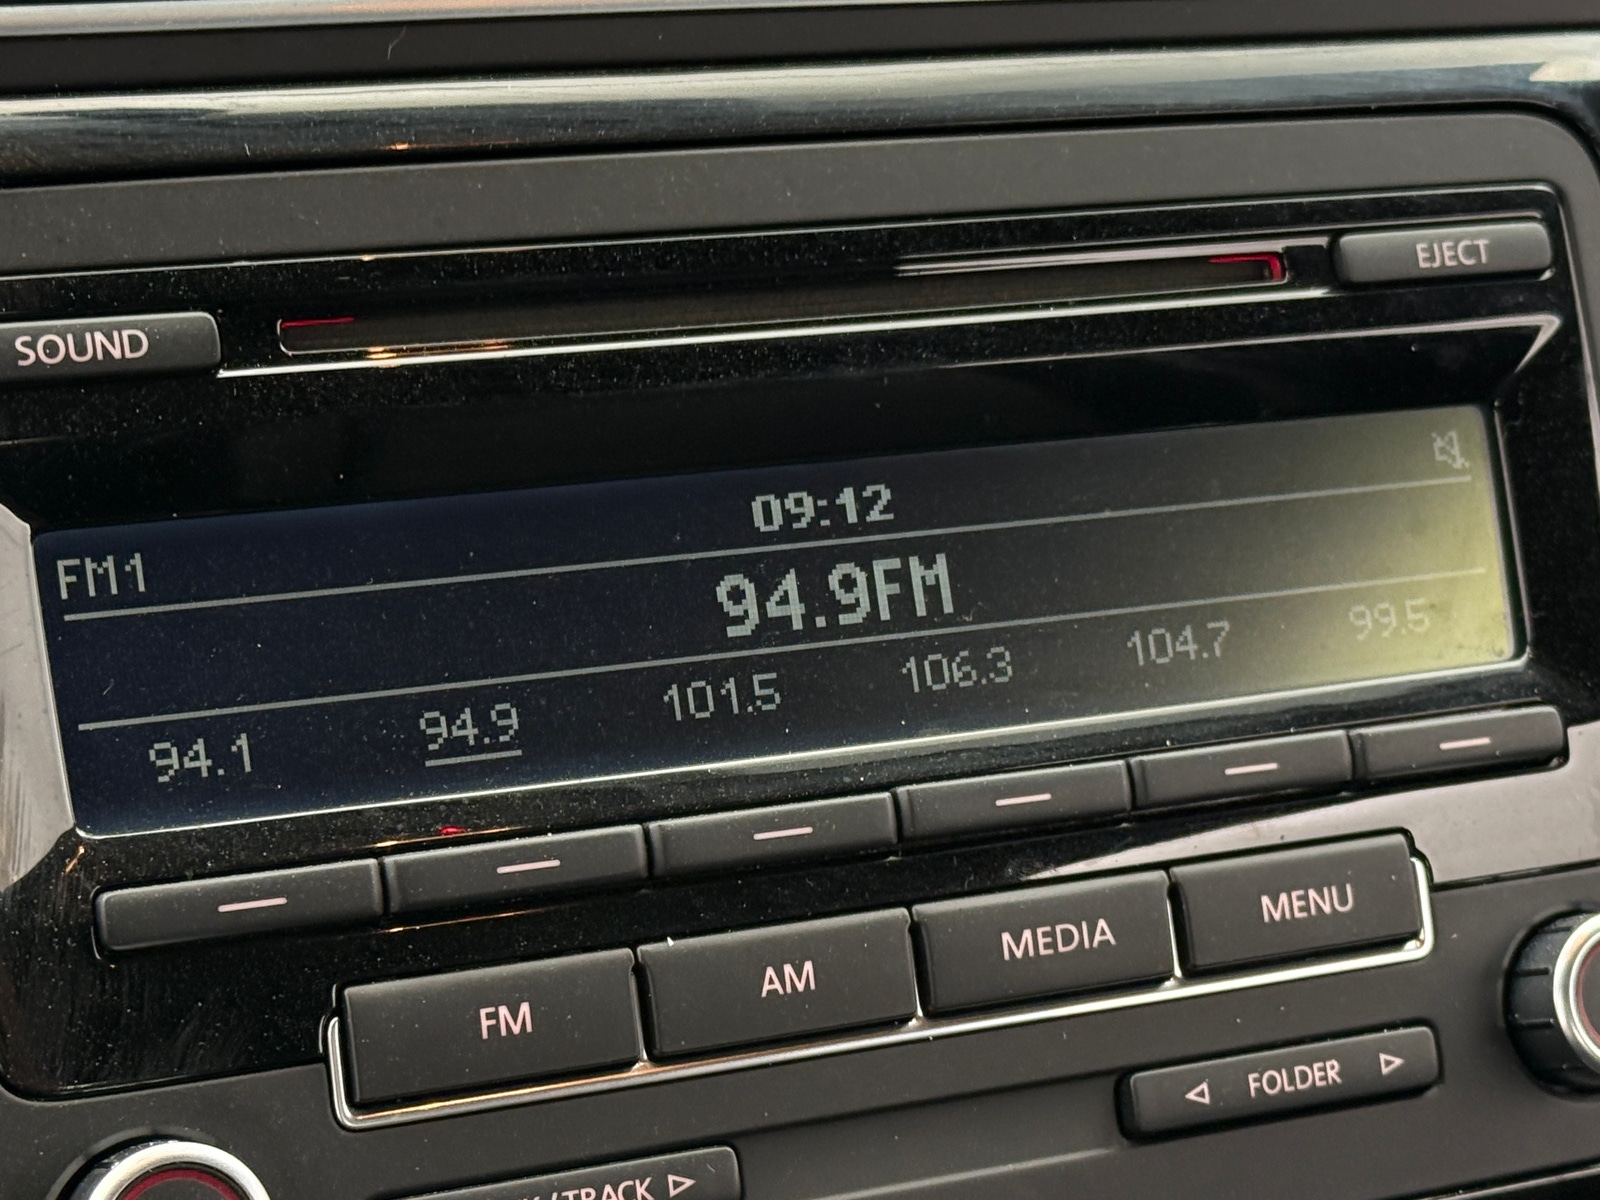 EJECT
SOUND
09:12
FM1
94.9FM
94.1 94.9 101.5 106.3 104.7 99.5
FM AM MEDIA MENU
FOLDER
/TRACK